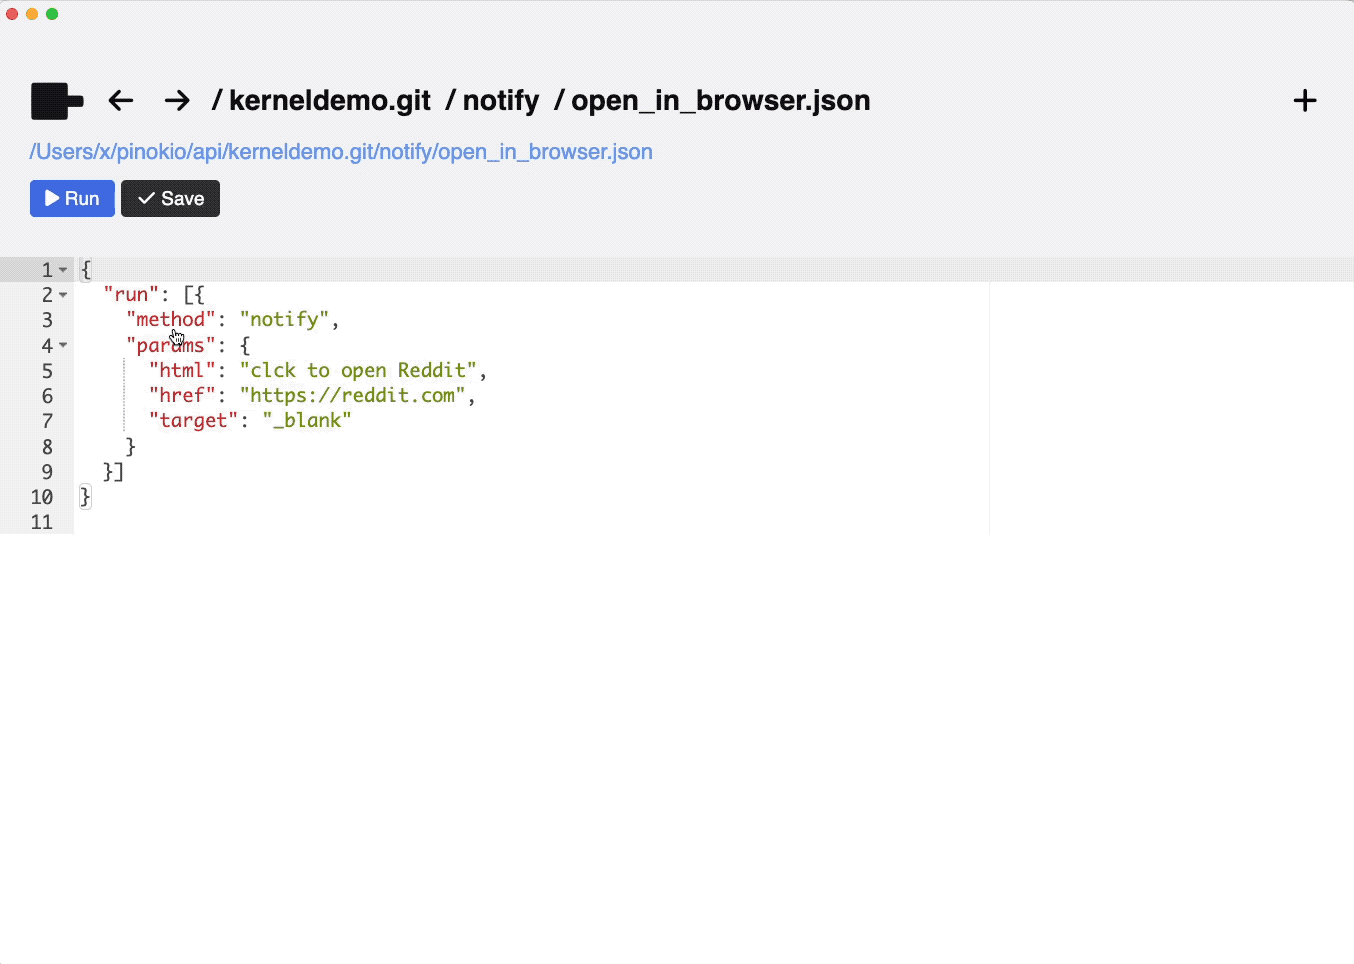 / kerneldemo.git / notify / open_in_browser.json
/Users/x/pinokio/api/kerneldemo.git/notify/open_in_browser.json
Run Save
1 {
2 "run": [{
3 "method": "notify",
4 "params": {
5 "html": "clck to open Reddit",
6 "href": "https://reddit.com",
7 "target": "_blank"
8 }
9 }]
10 }
11